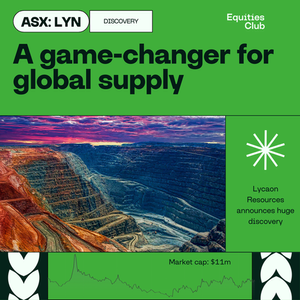 ASX: LYN
DISCOVERY
Equities
Club
A game-changer for
global supply
Lycaon
Resources
announces huge
discovery
Market cap: $11m